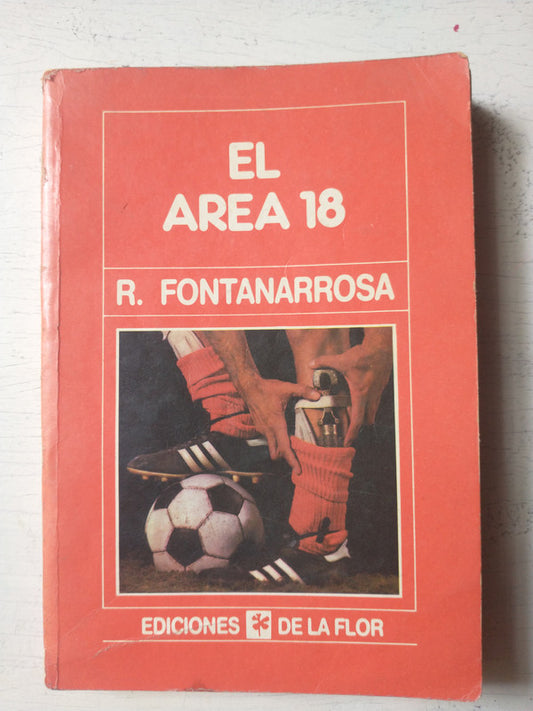 EL
AREA 18
R. FONTANARROSA
EDICIONES DE LA FLOR